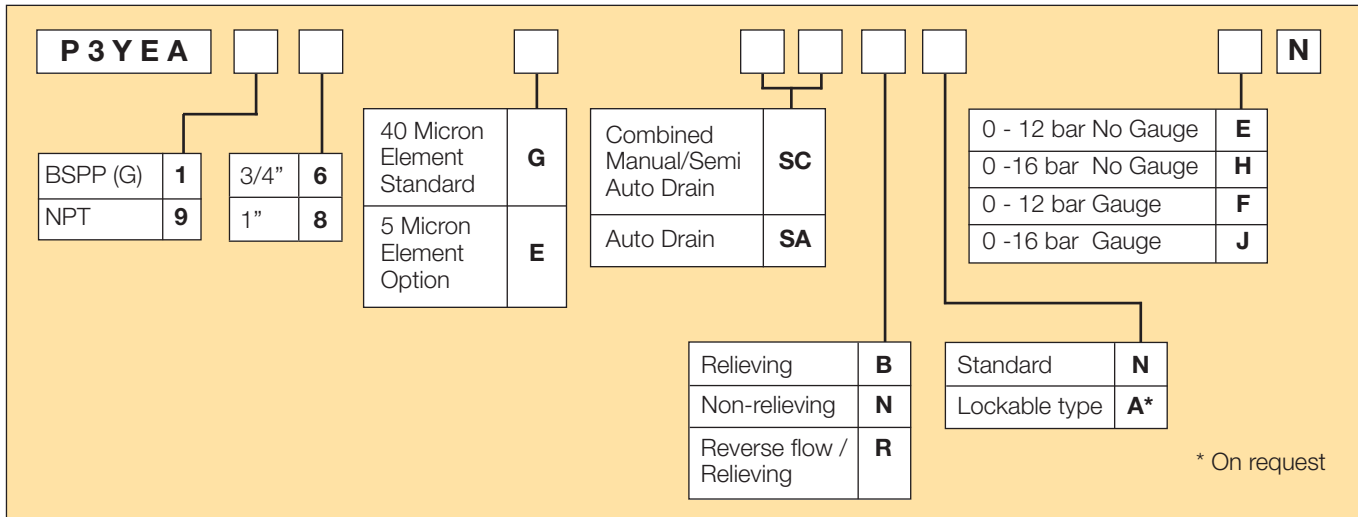 P 3 Y E A N
BSPP (G) 1
NPT 9
3/4” 6
1” 8
40 Micron
Element
Standard
G
5 Micron
Element
Option
E
Combined
Manual/Semi
Auto Drain
SC
Auto Drain SA
Relieving B
Non-relieving N
Reverse flow /
Relieving
R
Standard N
Lockable type A*
0 - 12 bar No Gauge E
0 -16 bar No Gauge H
0 - 12 bar Gauge F
0 -16 bar Gauge J
* On request